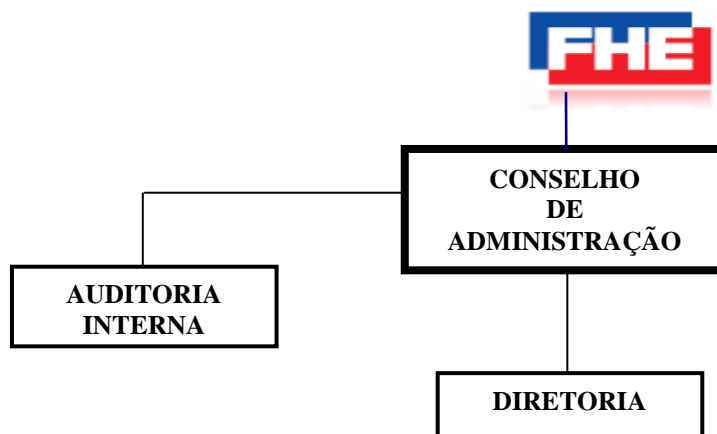 FHE
CONSELHO
DE
ADMINISTRAÇÃO
AUDITORIA
INTERNA
DIRETORIA